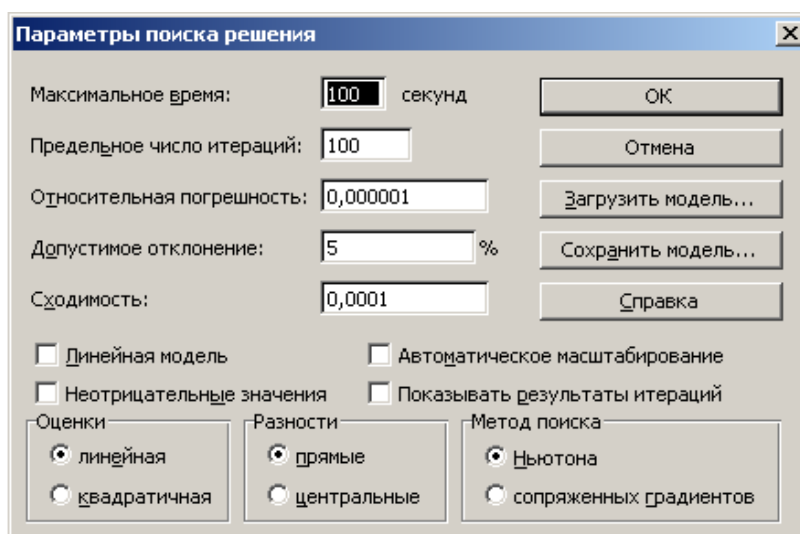 Параметры поиска решения
Максимальное время: 100 секунд OK
Предельное число итераций: 100 Отмена
Относительная погрешность: 0,000001 Загрузить модель...
Допустимое отклонение: 5 % Сохранить модель...
Сходимость: 0,0001 Справка
Линейная модель Автоматическое масштабирование
Неотрицательные значения Показывать результаты итераций
Оценки Разности Метод поиска
линейная прямые Ньютона
квадратичная центральные сопряженных градиентов